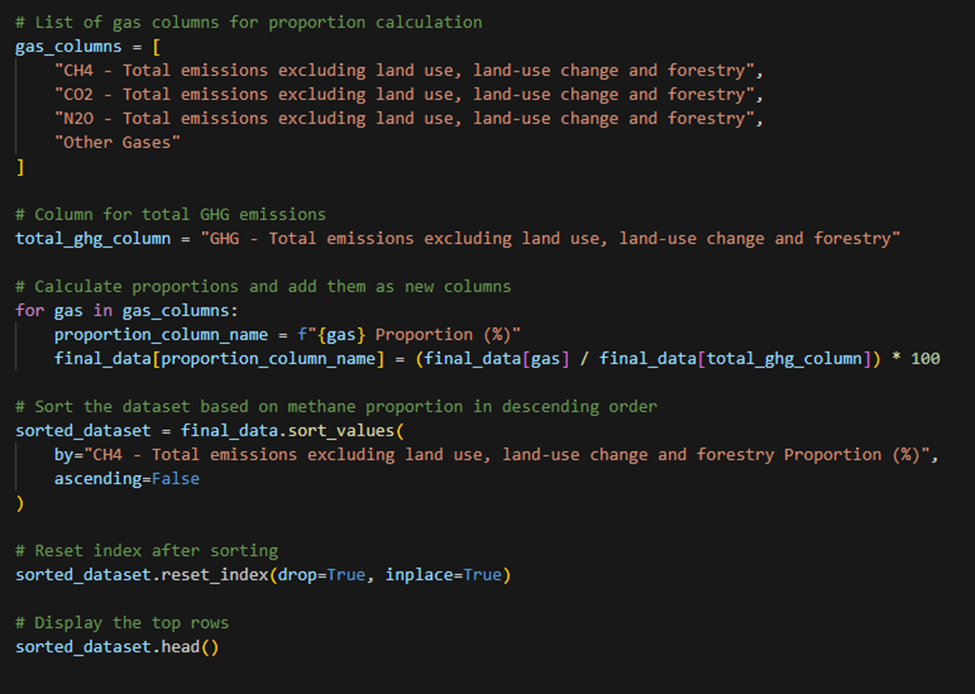 # List of gas columns for proportion calculation
gas_columns = [
    "CH4 - Total emissions excluding land use, land-use change and forestry",
    "CO2 - Total emissions excluding land use, land-use change and forestry",
    "N2O - Total emissions excluding land use, land-use change and forestry",
    "Other Gases"
]
# Column for total GHG emissions
total_ghg_column = "GHG - Total emissions excluding land use, land-use change and forestry"
# Calculate proportions and add them as new columns
for gas in gas_columns:
    proportion_column_name = f"{gas} Proportion (%)"
    final_data[proportion_column_name] = (final_data[gas] / final_data[total_ghg_column]) * 100
# Sort the dataset based on methane proportion in descending order
sorted_dataset = final_data.sort_values(
    by="CH4 - Total emissions excluding land use, land-use change and forestry Proportion (%)",
    ascending=False
)
# Reset index after sorting
sorted_dataset.reset_index(drop=True, inplace=True)
# Display the top rows
sorted_dataset.head()